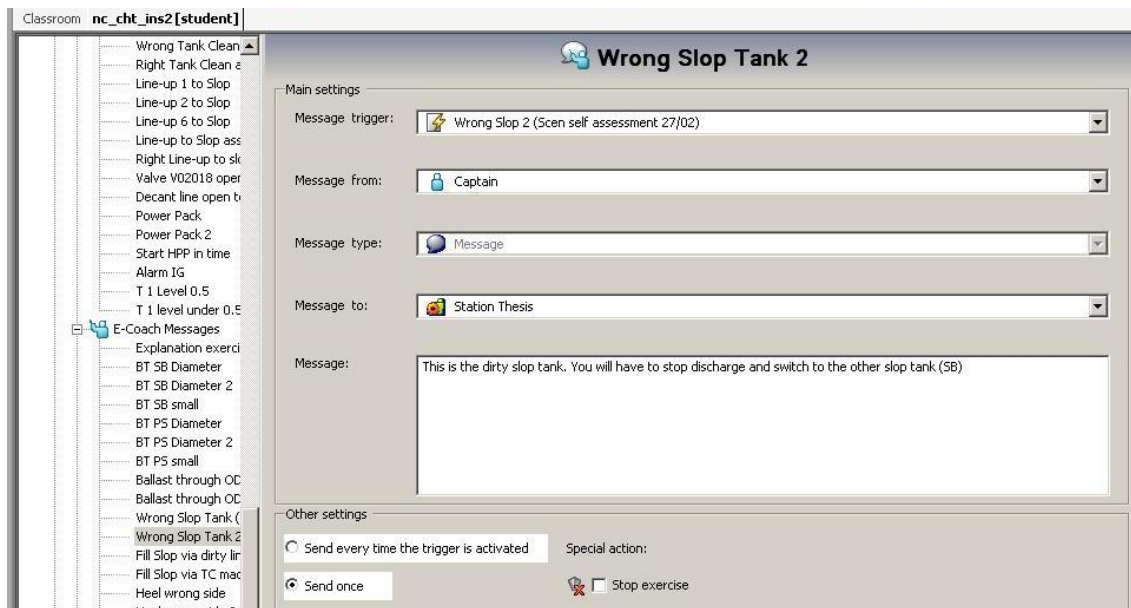 Classroom nc_cht_ins2[student]
Wrong Tank Clean
Right Tank Clean a
Line-up 1 to Slop
Line-up 2 to Slop
Line-up 6 to Slop
Line-up to Slop ass
Right Line-up to slo
Valve V02018 oper
Decant line open to
Power Pack
Power Pack 2
Start HPP in time
Alarm IG
T 1 Level 0.5
T 1 level under 0.5
E-Coach Messages
Explanation exerci
BT SB Diameter
BT SB Diameter 2
BT SB small
BT PS Diameter
BT PS Diameter 2
BT PS small
Ballast through OD
Ballast through OD
Wrong Slop Tank (
Wrong Slop Tank 2
Fill Slop via dirty lin
Fill Slop via TC mac
Heel wrong side
Wrong Slop Tank 2
Main settings
Message trigger: Wrong Slop 2 (Scen self assessment 27/02)
Message from: Captain
Message type: Message
Message to: Station Thesis
Message: This is the dirty slop tank. You will have to stop discharge and switch to the other slop tank (SB)
Other settings
Send every time the trigger is activated Special action:
Send once Stop exercise